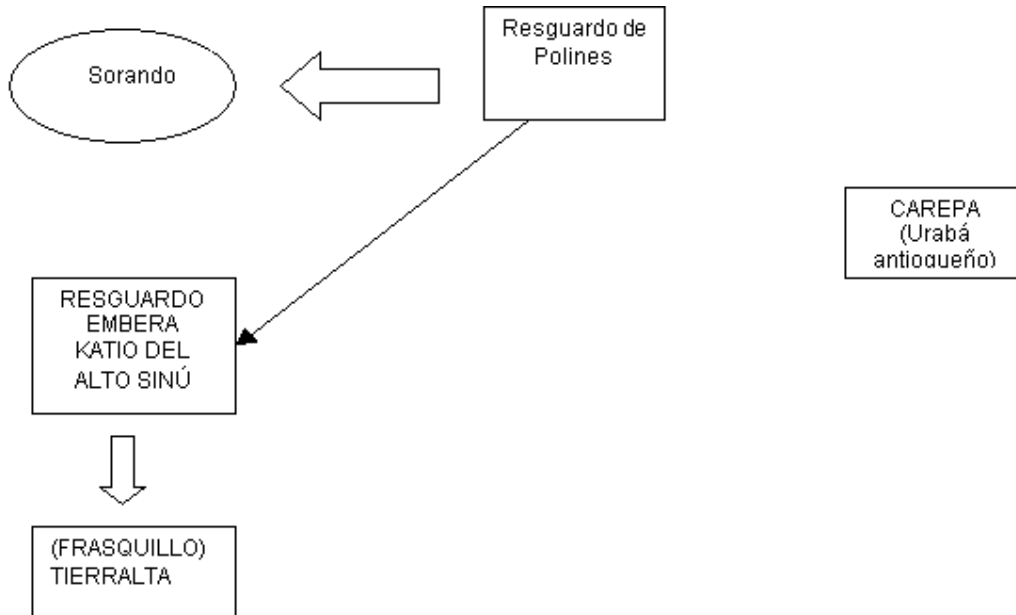 Resguardo de
Polines
Sorando
CAREPA
(Urabá
antioqueño)
RESGUARDO
EMBERA
KATIO DEL
ALTO SINÚ
(FRASQUILLO)
TIERRALTA